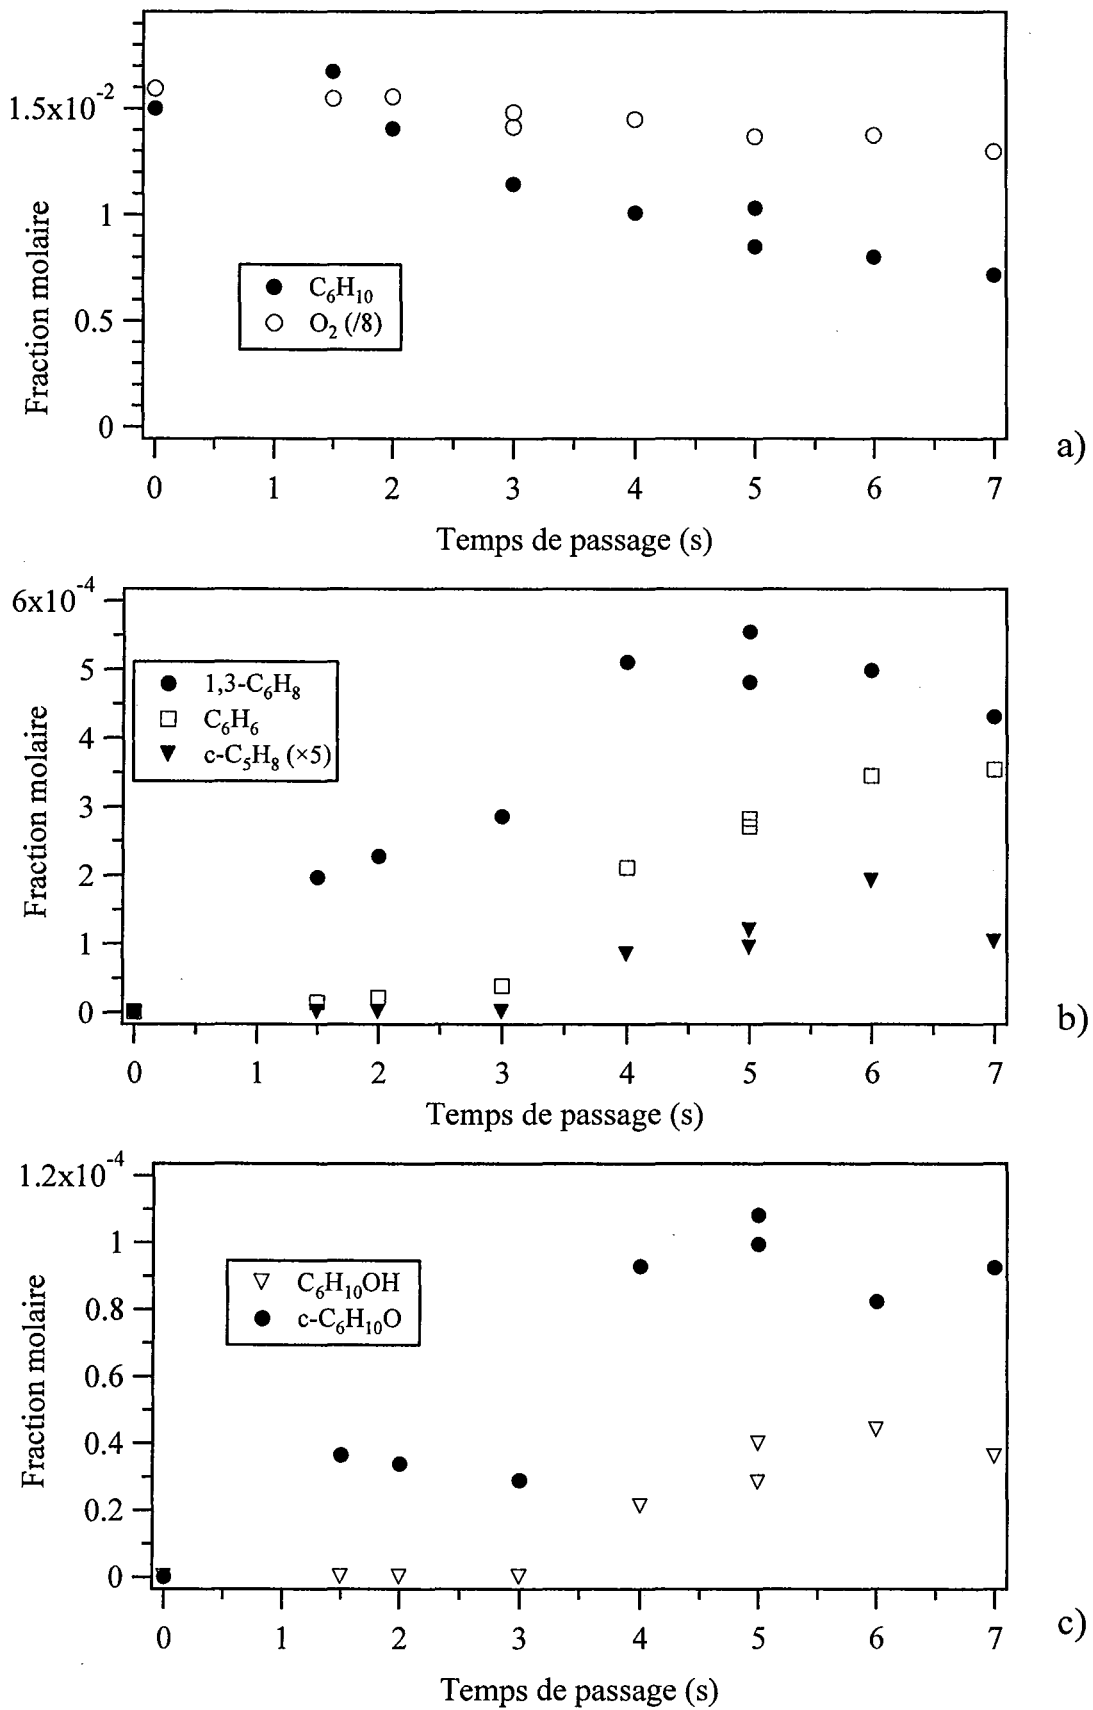 1.5x10⁻²
1
0.5
0
Fraction molaire
C₆H₁₀
O₂ (/8)
0 1 2 3 4 5 6 7
Temps de passage (s)
a)
6x10⁻⁴
5
4
3
2
1
0
Fraction molaire
1,3-C₆H₈
C₆H₆
c-C₅H₈ (×5)
0 1 2 3 4 5 6 7
Temps de passage (s)
b)
1.2x10⁻⁴
1
0.8
0.6
0.4
0.2
0
Fraction molaire
C₆H₁₀OH
c-C₆H₁₀O
0 1 2 3 4 5 6 7
Temps de passage (s)
c)